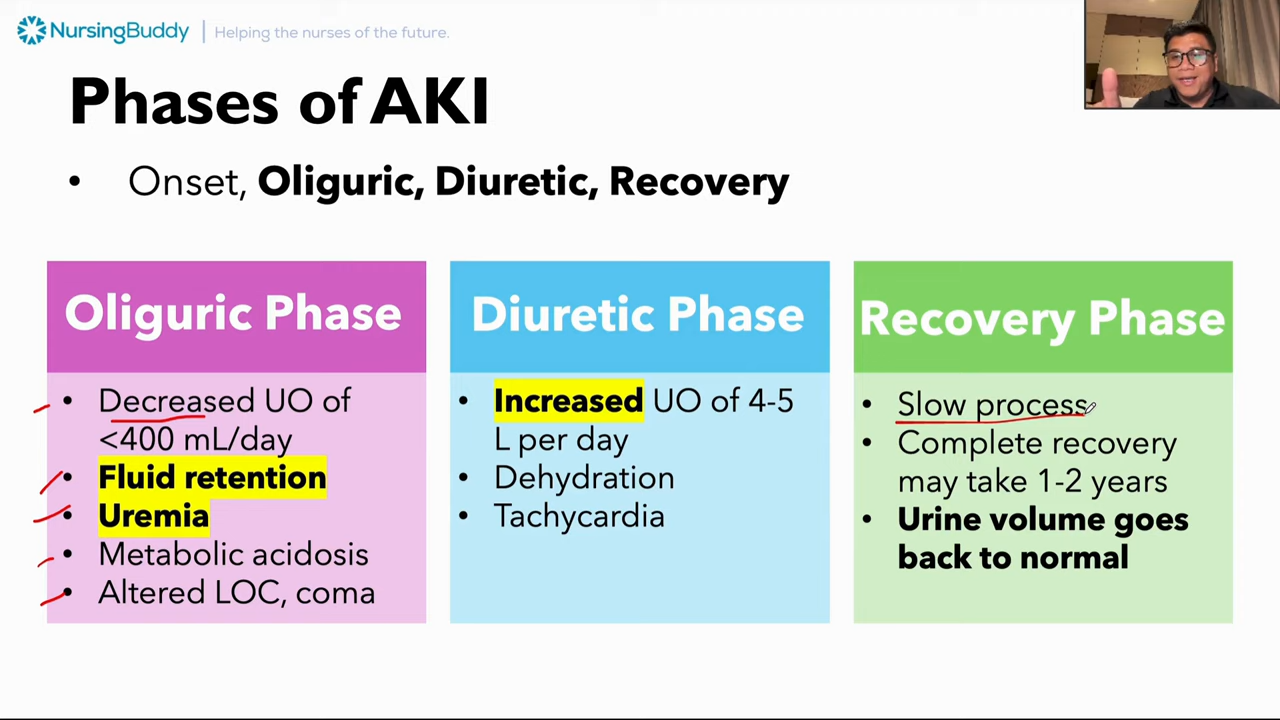 NursingBuddy | Helping the nurses of the future.
Phases of AKI
• Onset, Oliguric, Diuretic, Recovery
Oliguric Phase
• Decreased UO of
<400 mL/day
• Fluid retention
• Uremia
• Metabolic acidosis
• Altered LOC, coma
Diuretic Phase
• Increased UO of 4-5
L per day
• Dehydration
• Tachycardia
Recovery Phase
• Slow process
• Complete recovery
may take 1-2 years
• Urine volume goes
back to normal